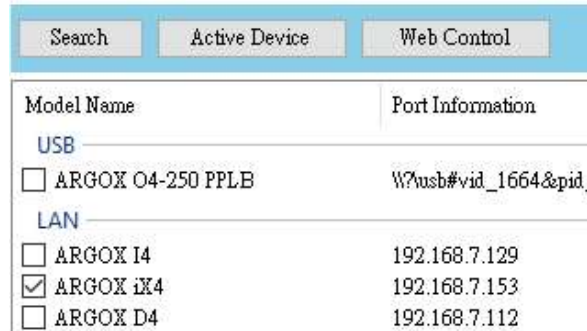 Search Active Device Web Control
Model Name Port Information
USB
ARGOX O4-250 PPLB \\?\usb#vid_1664&pid_
LAN
ARGOX I4 192.168.7.129
ARGOX iX4 192.168.7.153
ARGOX D4 192.168.7.112